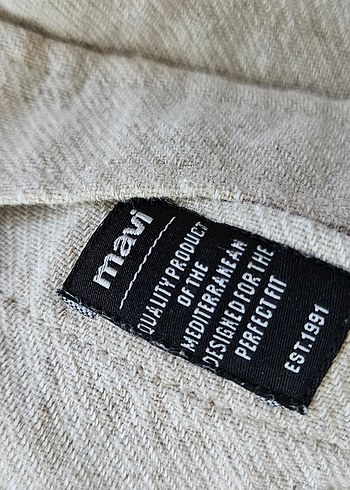 mavi
QUALITY PRODUCT
OF THE
MEDITERRANEAN
DESIGNED FOR THE
PERFECT FIT
EST.1991